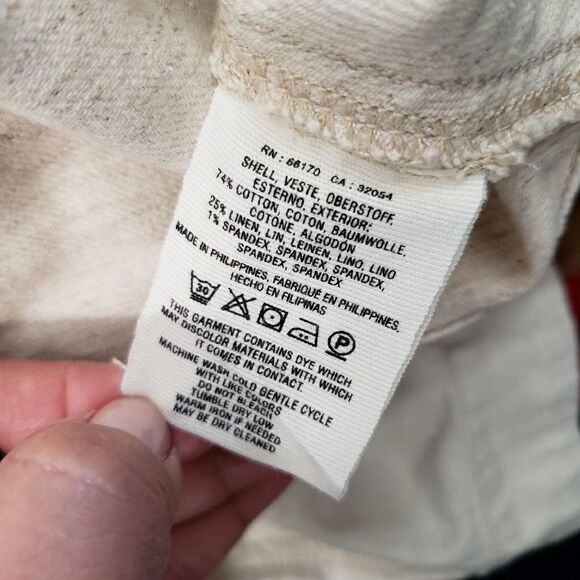 RN : 66170 CA : 32054
SHELL, VESTE, OBERSTOFF,
ESTERNO, EXTERIOR:
74% COTTON, COTON, BAUMWOLLE,
COTONE, ALGODÓN
25% LINEN, LIN, LEINEN, LINO, LINO
1% SPANDEX, SPANDEX, SPANDEX,
SPANDEX, SPANDEX
MADE IN PHILIPPINES, FABRIQUÉ EN PHILIPPINES,
HECHO EN FILIPINAS
30 P
THIS GARMENT CONTAINS DYE WHICH
MAY DISCOLOR MATERIALS WITH WHICH
IT COMES IN CONTACT.
MACHINE WASH COLD GENTLE CYCLE
WITH LIKE COLORS
DO NOT BLEACH
TUMBLE DRY LOW
WARM IRON IF NEEDED
MAY BE DRY CLEANED